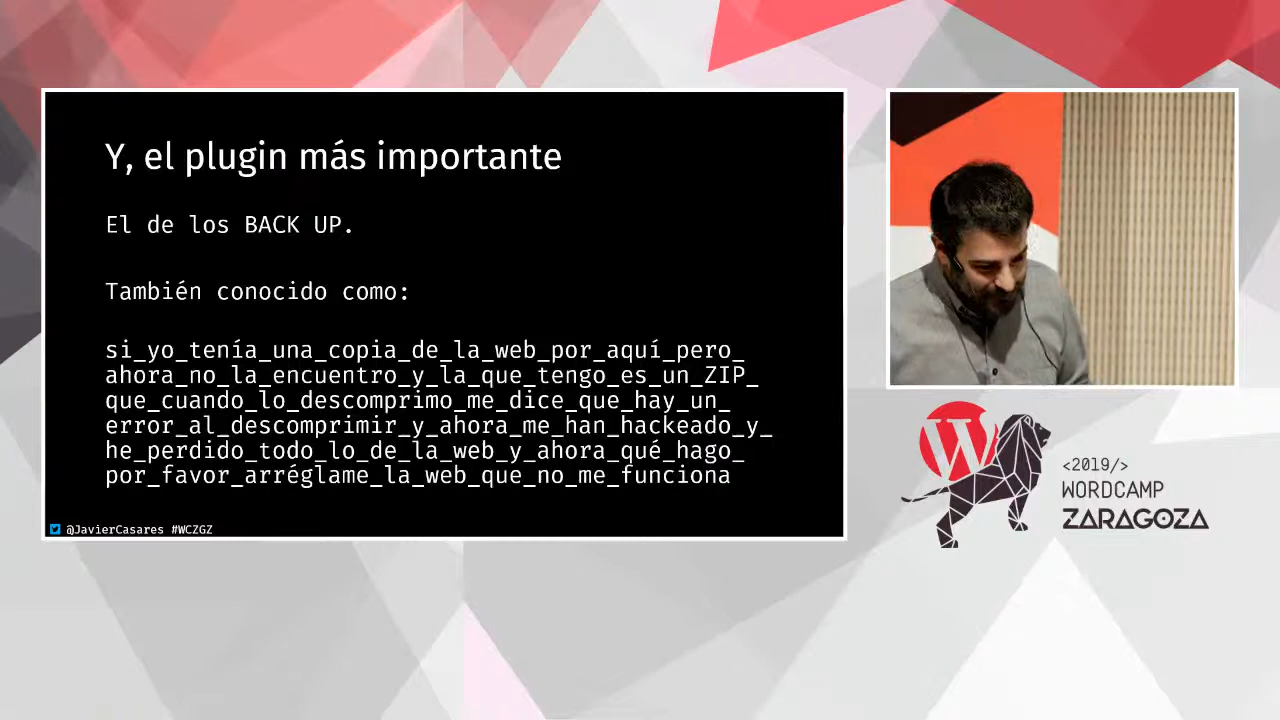 Y, el plugin más importante
El de los BACK UP.
También conocido como:
si_yo_tenía_una_copia_de_la_web_por_aquí_pero_
ahora_no_la_encuentro_y_la_que_tengo_es_un_ZIP_
que_cuando_lo_descomprimo_me_dice_que_hay_un_
error_al_descomprimir_y_ahora_me_han_hackeado_y_
he_perdido_todo_lo_de_la_web_y_ahora_qué_hago_
por_favor_arréglame_la_web_que_no_me_funciona
@JavierCasares #WCZGZ
W
<2019/>
WORDCAMP
ZARAGOZA